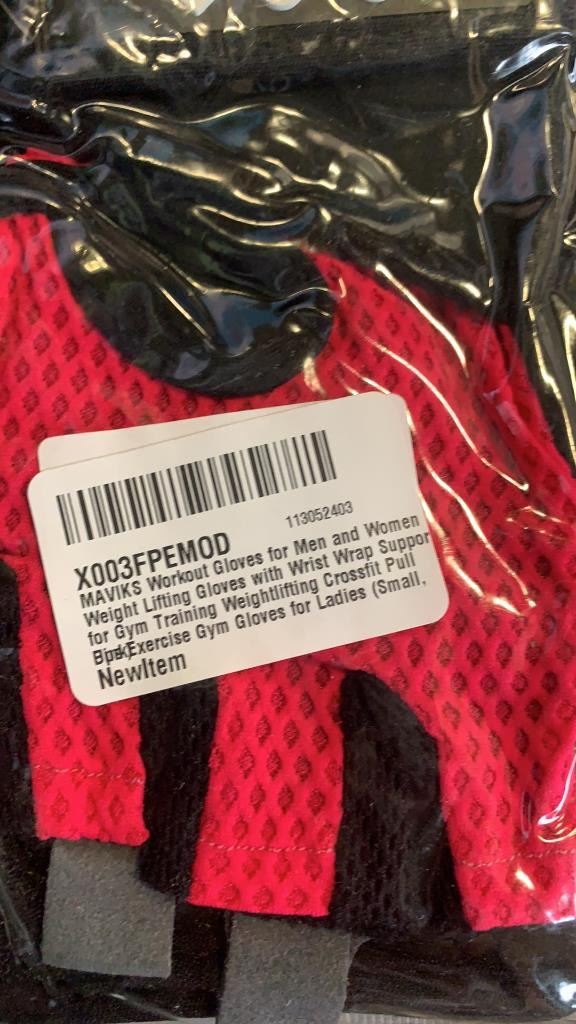 113052403
X003FPEMOD
MAVIKS Workout Gloves for Men and Women
Weight Lifting Gloves with Wrist Wrap Suppor
for Gym Training Weightlifting Crossfit Pull
Exercise Gym Gloves for Ladies (Small,
NewItem